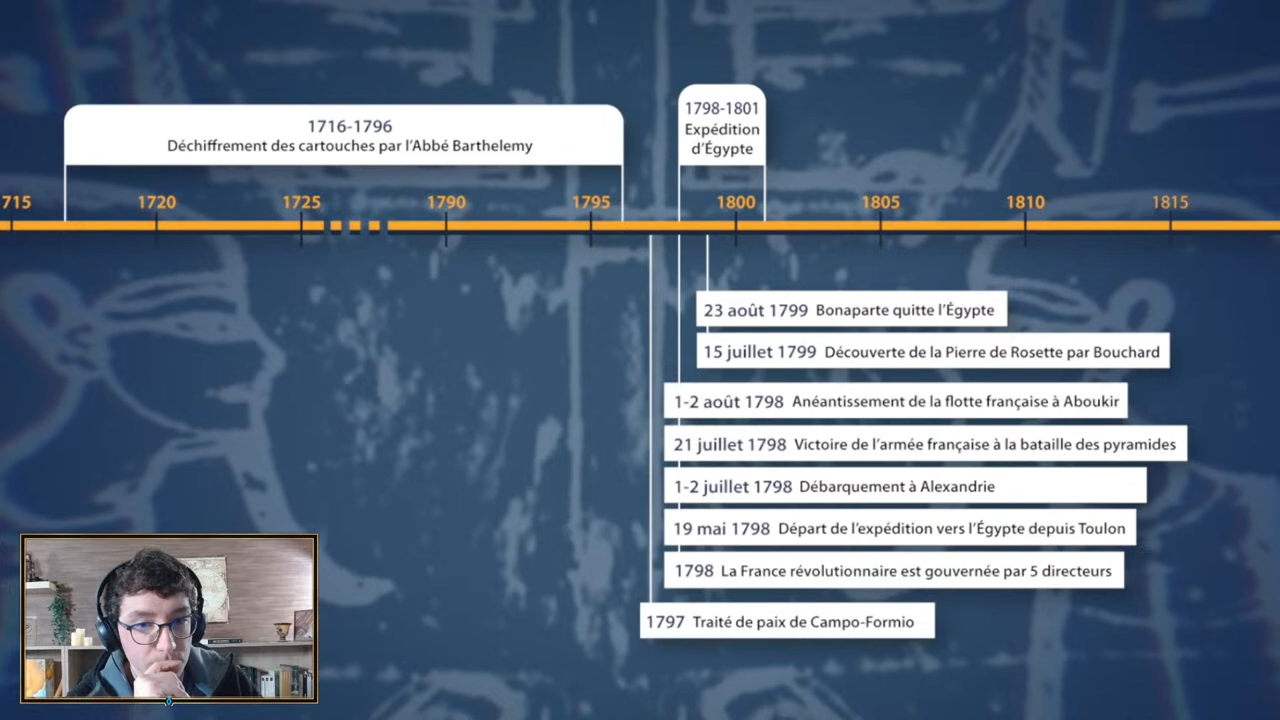 1716-1796
Déchiffrement des cartouches par l'Abbé Barthelemy
1798-1801
Expédition
d'Égypte
715 1720 1725 1790 1795 1800 1805 1810 1815
23 août 1799 Bonaparte quitte l'Égypte
15 juillet 1799 Découverte de la Pierre de Rosette par Bouchard
1-2 août 1798 Anéantissement de la flotte française à Aboukir
21 juillet 1798 Victoire de l'armée française à la bataille des pyramides
1-2 juillet 1798 Débarquement à Alexandrie
19 mai 1798 Départ de l'expédition vers l'Égypte depuis Toulon
1798 La France révolutionnaire est gouvernée par 5 directeurs
1797 Traité de paix de Campo-Formio